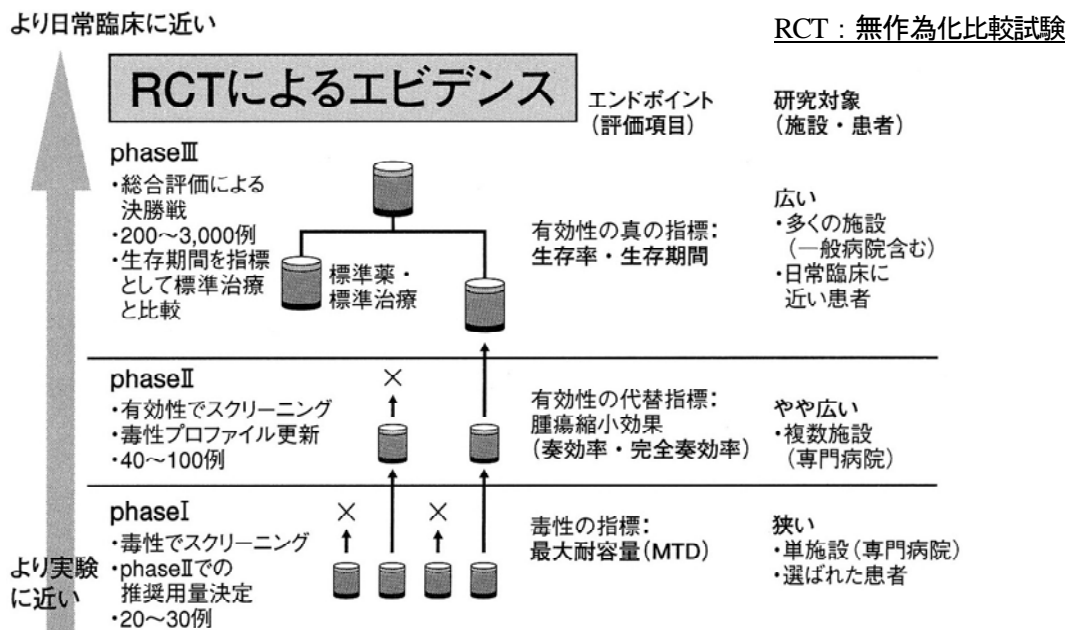 より日常臨床に近い
RCT：無作為化比較試験
RCTによるエビデンス
エンドポイント
（評価項目）
研究対象
（施設・患者）
phaseⅢ
・総合評価による
決勝戦
・200～3,000例
・生存期間を指標
として標準治療
と比較
標準薬・
標準治療
有効性の真の指標：
生存率・生存期間
広い
・多くの施設
（一般病院含む）
・日常臨床に
近い患者
phaseⅡ
・有効性でスクリーニング
・毒性プロファイル更新
・40～100例
×
有効性の代替指標：
腫瘍縮小効果
（奏効率・完全奏効率）
やや広い
・複数施設
（専門病院）
phaseⅠ
・毒性でスクリーニング
・phaseⅡでの
推奨用量決定
・20～30例
× ×
毒性の指標：
最大耐容量（MTD）
狭い
・単施設（専門病院）
・選ばれた患者
より実験
に近い